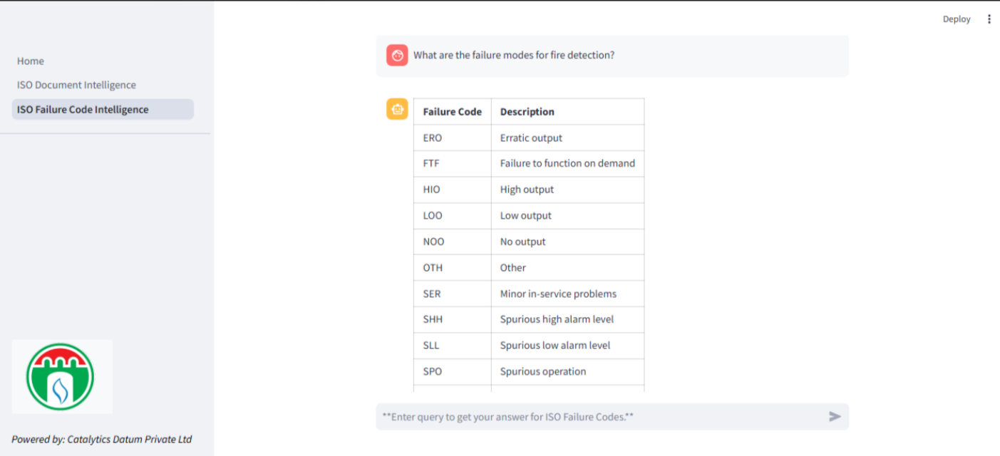 Deploy
Home
ISO Document Intelligence
ISO Failure Code Intelligence
What are the failure modes for fire detection?
Failure Code Description
ERO Erratic output
FTF Failure to function on demand
HIO High output
LOO Low output
NOO No output
OTH Other
SER Minor in-service problems
SHH Spurious high alarm level
SLL Spurious low alarm level
SPO Spurious operation
**Enter query to get your answer for ISO Failure Codes.**
Powered by: Catalytics Datum Private Ltd